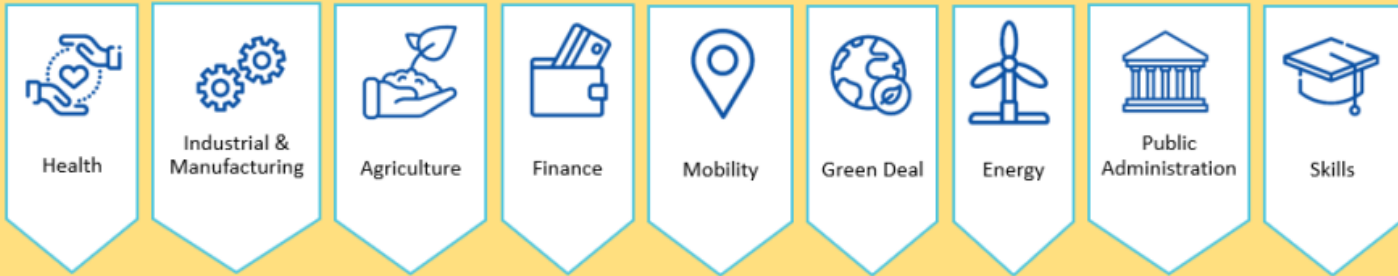 Health
Industrial &
Manufacturing
Agriculture
Finance
Mobility
Green Deal
Energy
Public
Administration
Skills